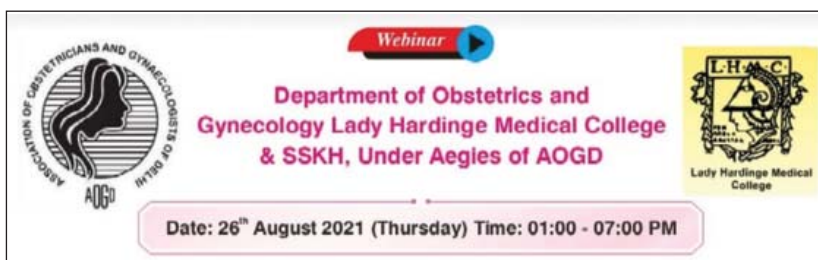 Webinar
ASSOCIATION OF OBSTETRICIANS AND GYNAECOLOGISTS OF DELHI
AOGD
Department of Obstetrics and
Gynecology Lady Hardinge Medical College
& SSKH, Under Aegies of AOGD
L·H·M·C·
Lady Hardinge Medical
College
Date: 26th August 2021 (Thursday) Time: 01:00 - 07:00 PM